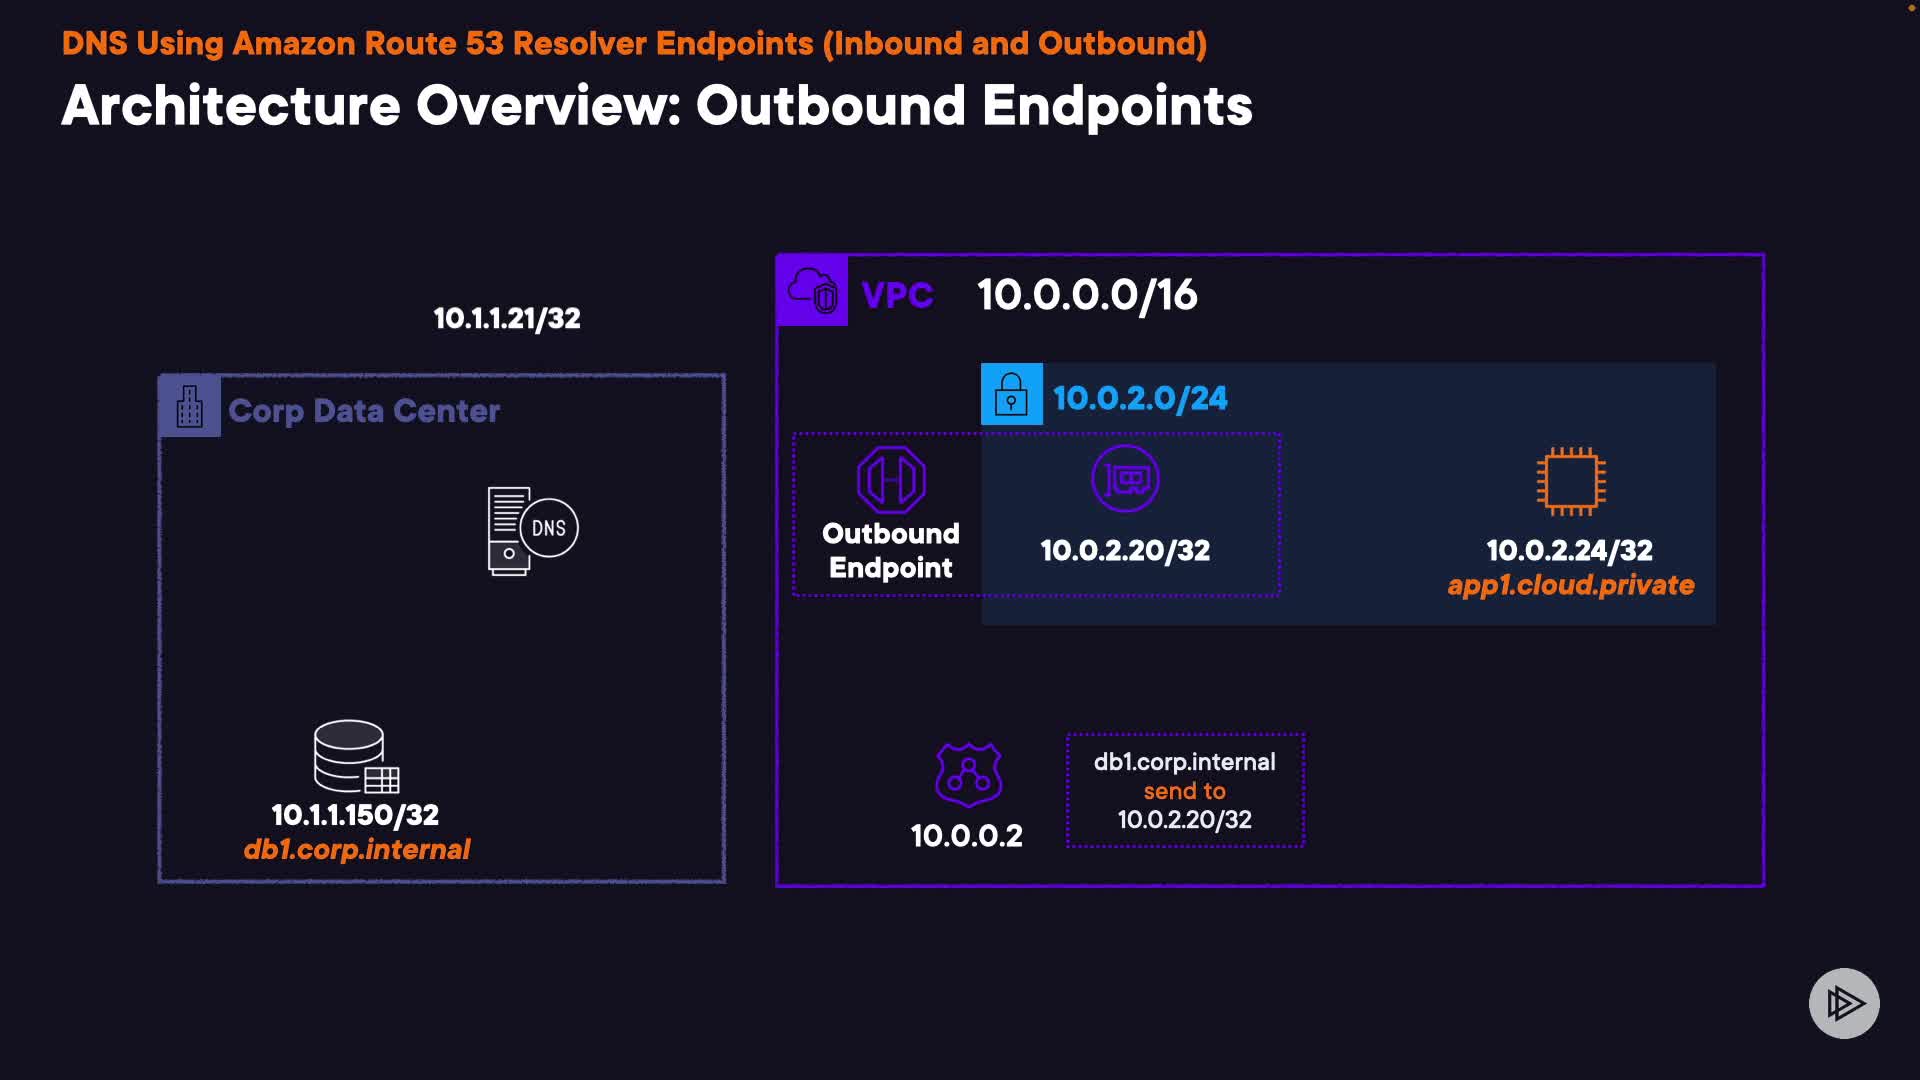 DNS Using Amazon Route 53 Resolver Endpoints (Inbound and Outbound)
Architecture Overview: Outbound Endpoints
10.1.1.21/32
Corp Data Center
DNS
10.1.1.150/32
db1.corp.internal
VPC
10.0.0.0/16
10.0.2.0/24
Outbound
Endpoint
10.0.2.20/32
10.0.2.24/32
app1.cloud.private
10.0.0.2
db1.corp.internal
send to
10.0.2.20/32